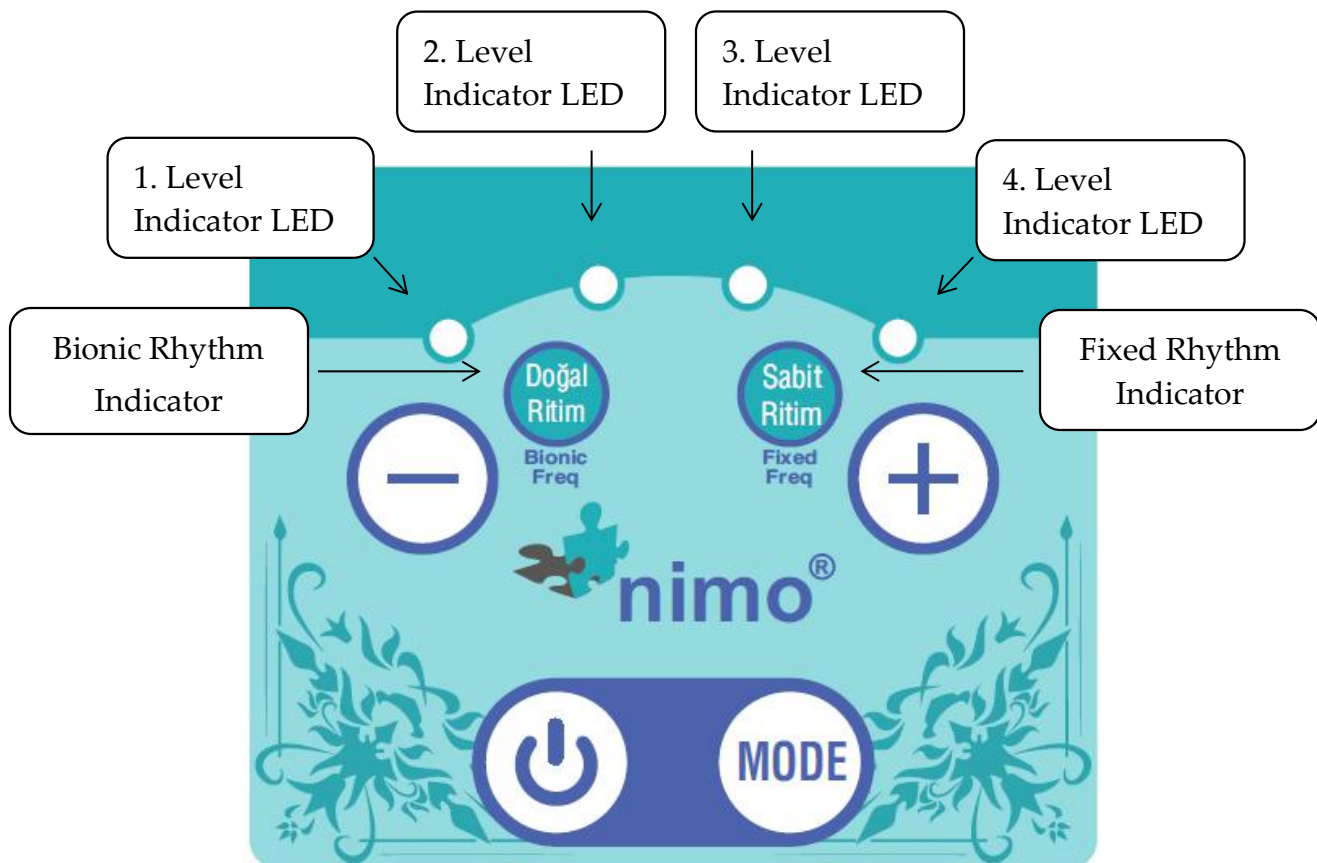 2. Level
Indicator LED
3. Level
Indicator LED
1. Level
Indicator LED
4. Level
Indicator LED
Bionic Rhythm
Indicator
Fixed Rhythm
Indicator
Doğal
Ritim
Bionic
Freq
Sabit
Ritim
Fixed
Freq
nimo®
MODE